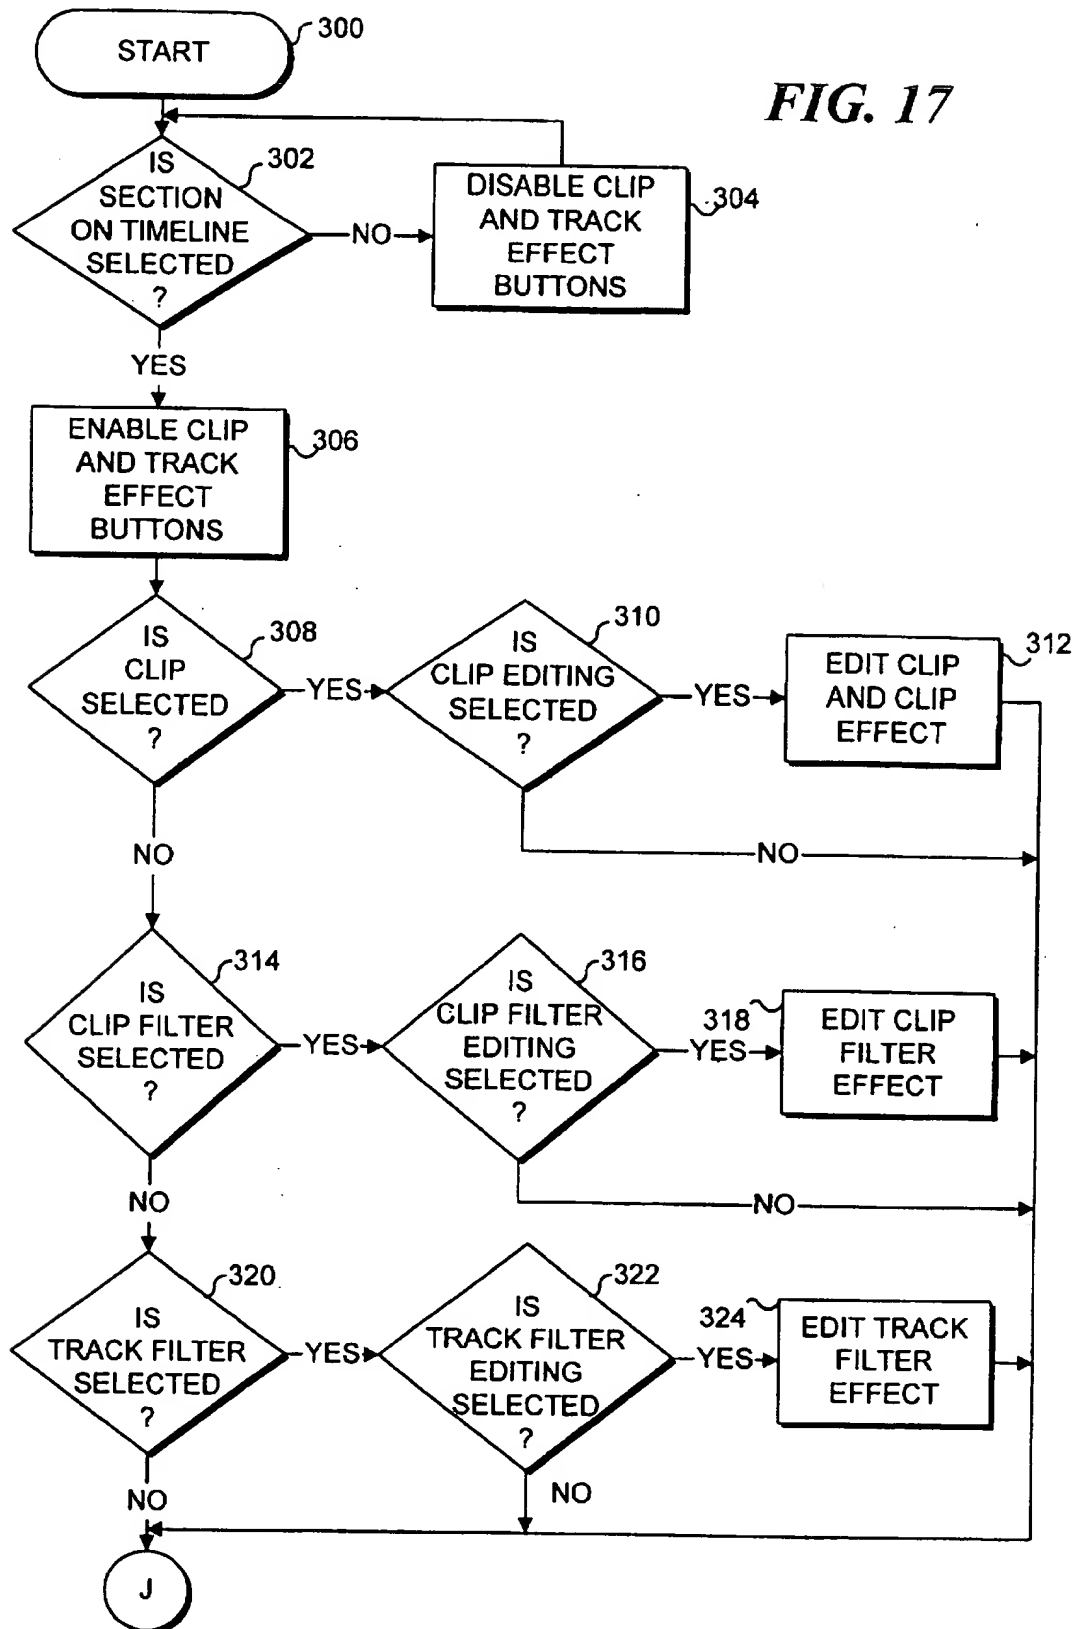 START
300
FIG. 17
IS
SECTION
ON TIMELINE
SELECTED
?
302
NO
DISABLE CLIP
AND TRACK
EFFECT
BUTTONS
304
YES
ENABLE CLIP
AND TRACK
EFFECT
BUTTONS
306
IS
CLIP
SELECTED
?
308
YES
IS
CLIP EDITING
SELECTED
?
310
YES
EDIT CLIP
AND CLIP
EFFECT
312
NO
NO
IS
CLIP FILTER
SELECTED
?
314
YES
IS
CLIP FILTER
EDITING
SELECTED
?
316
YES
318
EDIT CLIP
FILTER
EFFECT
NO
NO
IS
TRACK FILTER
SELECTED
?
320
YES
IS
TRACK FILTER
EDITING
SELECTED
?
322
YES
324
EDIT TRACK
FILTER
EFFECT
NO
NO
J